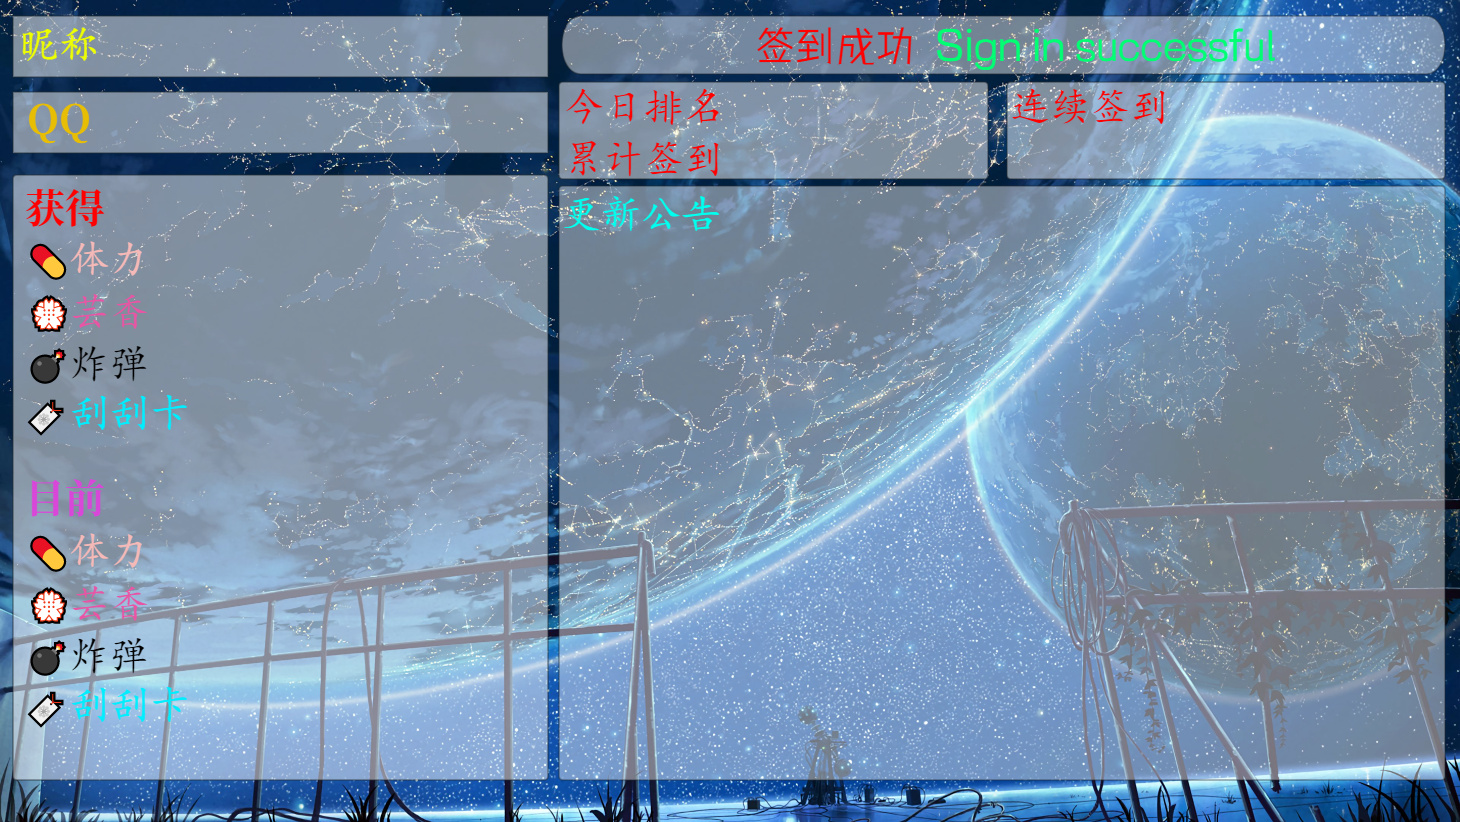 昵称
QQ
获得
体力
芸香
炸弹
刮刮卡
目前
体力
芸香
炸弹
刮刮卡
签到成功 Sign in successful
今日排名
累计签到
连续签到
更新公告